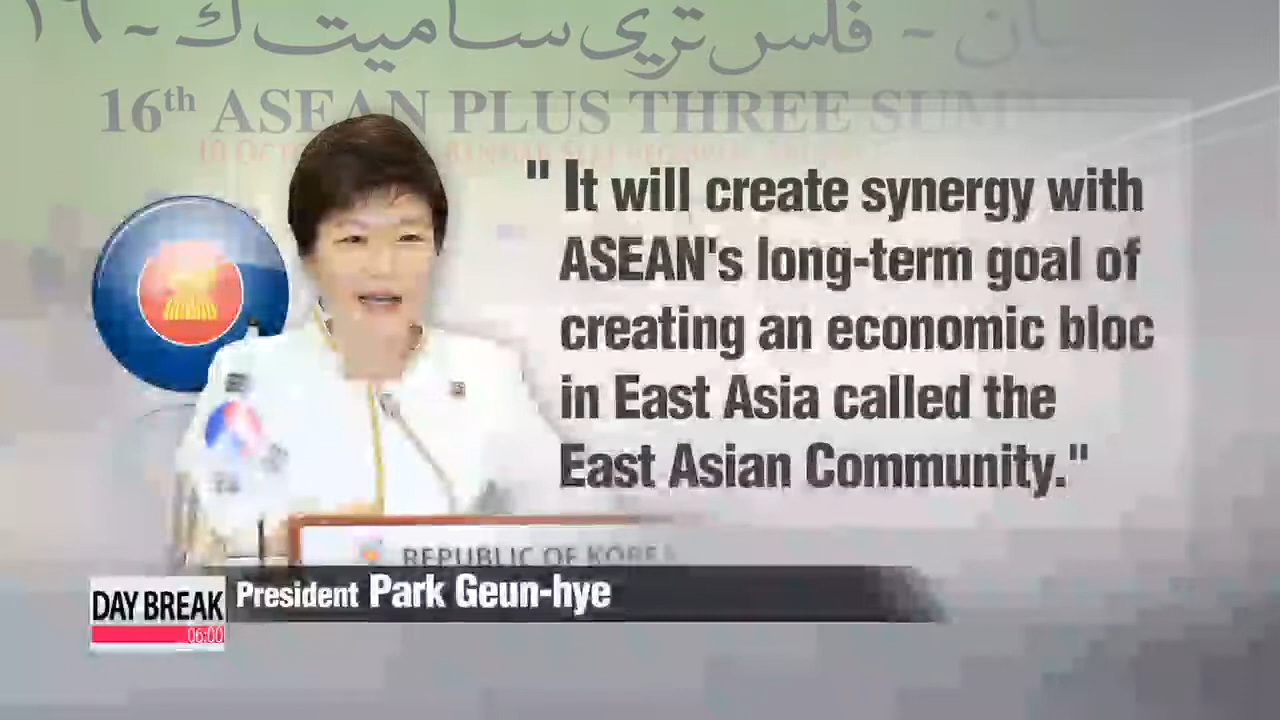 فلس تري ساميت ك - ١٦
16th ASEAN PLUS THREE SUM
" It will create synergy with
ASEAN's long-term goal of
creating an economic bloc
in East Asia called the
East Asian Community."
REPUBLIC OF KOREA
President Park Geun-hye
DAY BREAK
06:00